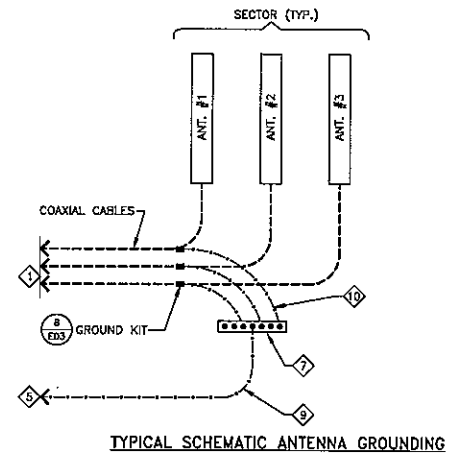 SECTOR (TYP.)
ANT. #1
ANT. #2
ANT. #3
COAXIAL CABLES
1
10
8
ED3
GROUND KIT
7
5
9
TYPICAL SCHEMATIC ANTENNA GROUNDING